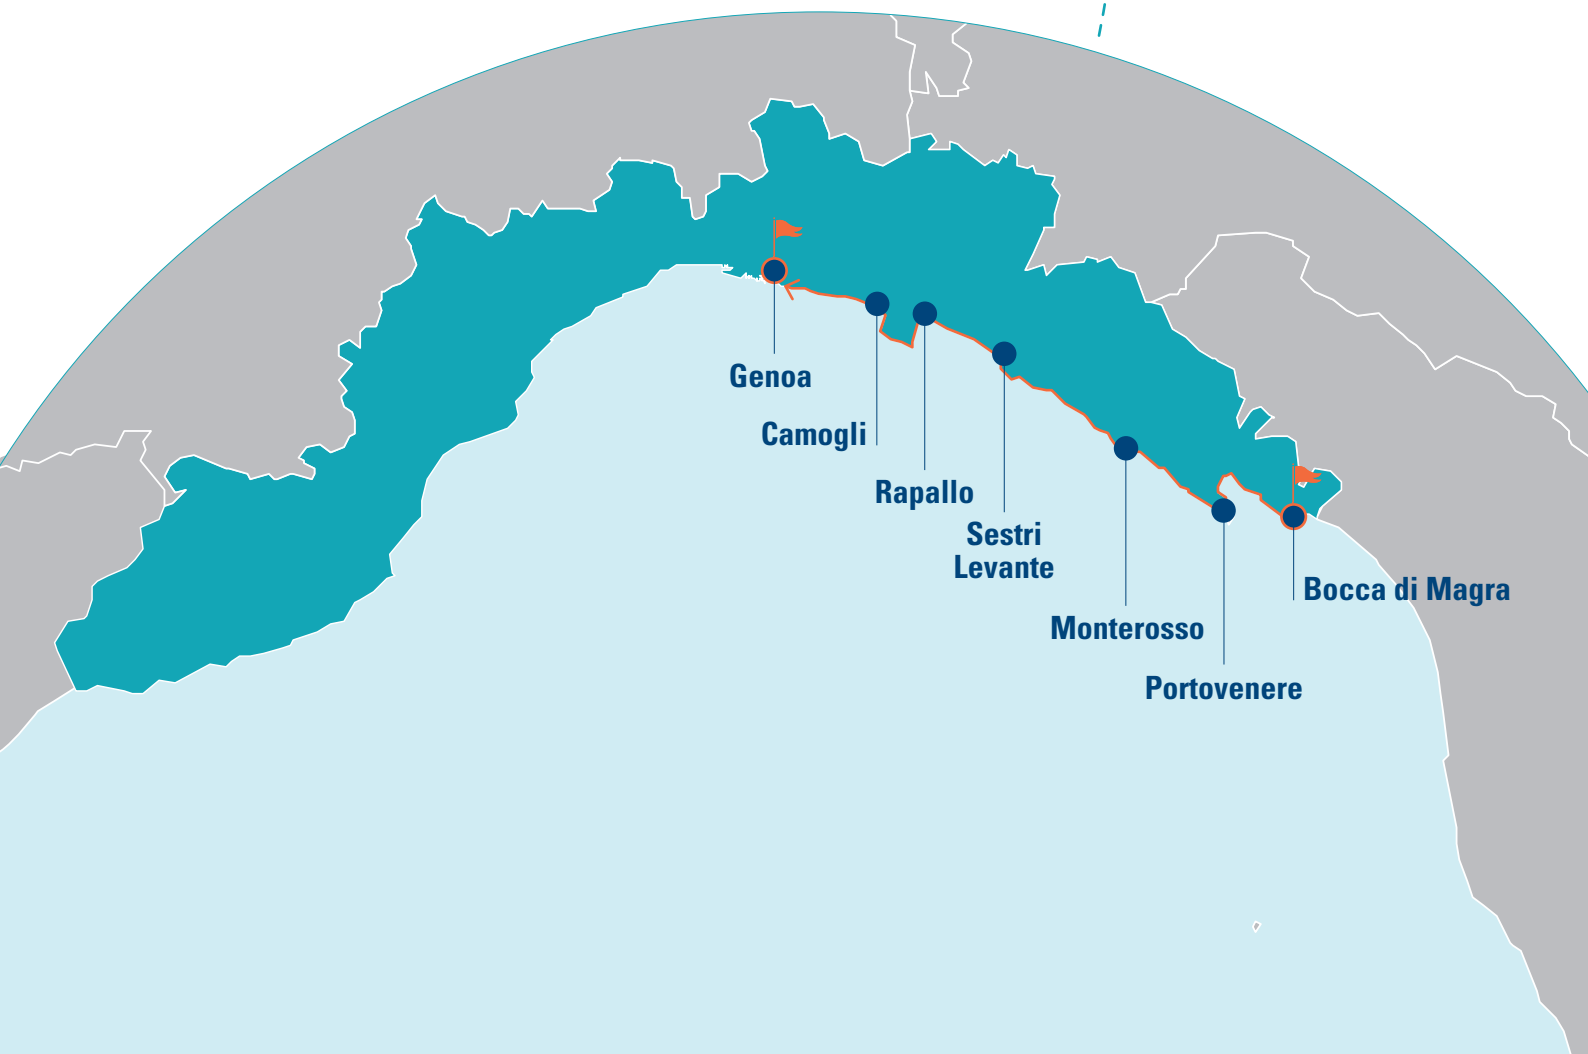 Genoa
Camogli
Rapallo
Sestri
Levante
Bocca di Magra
Monterosso
Portovenere